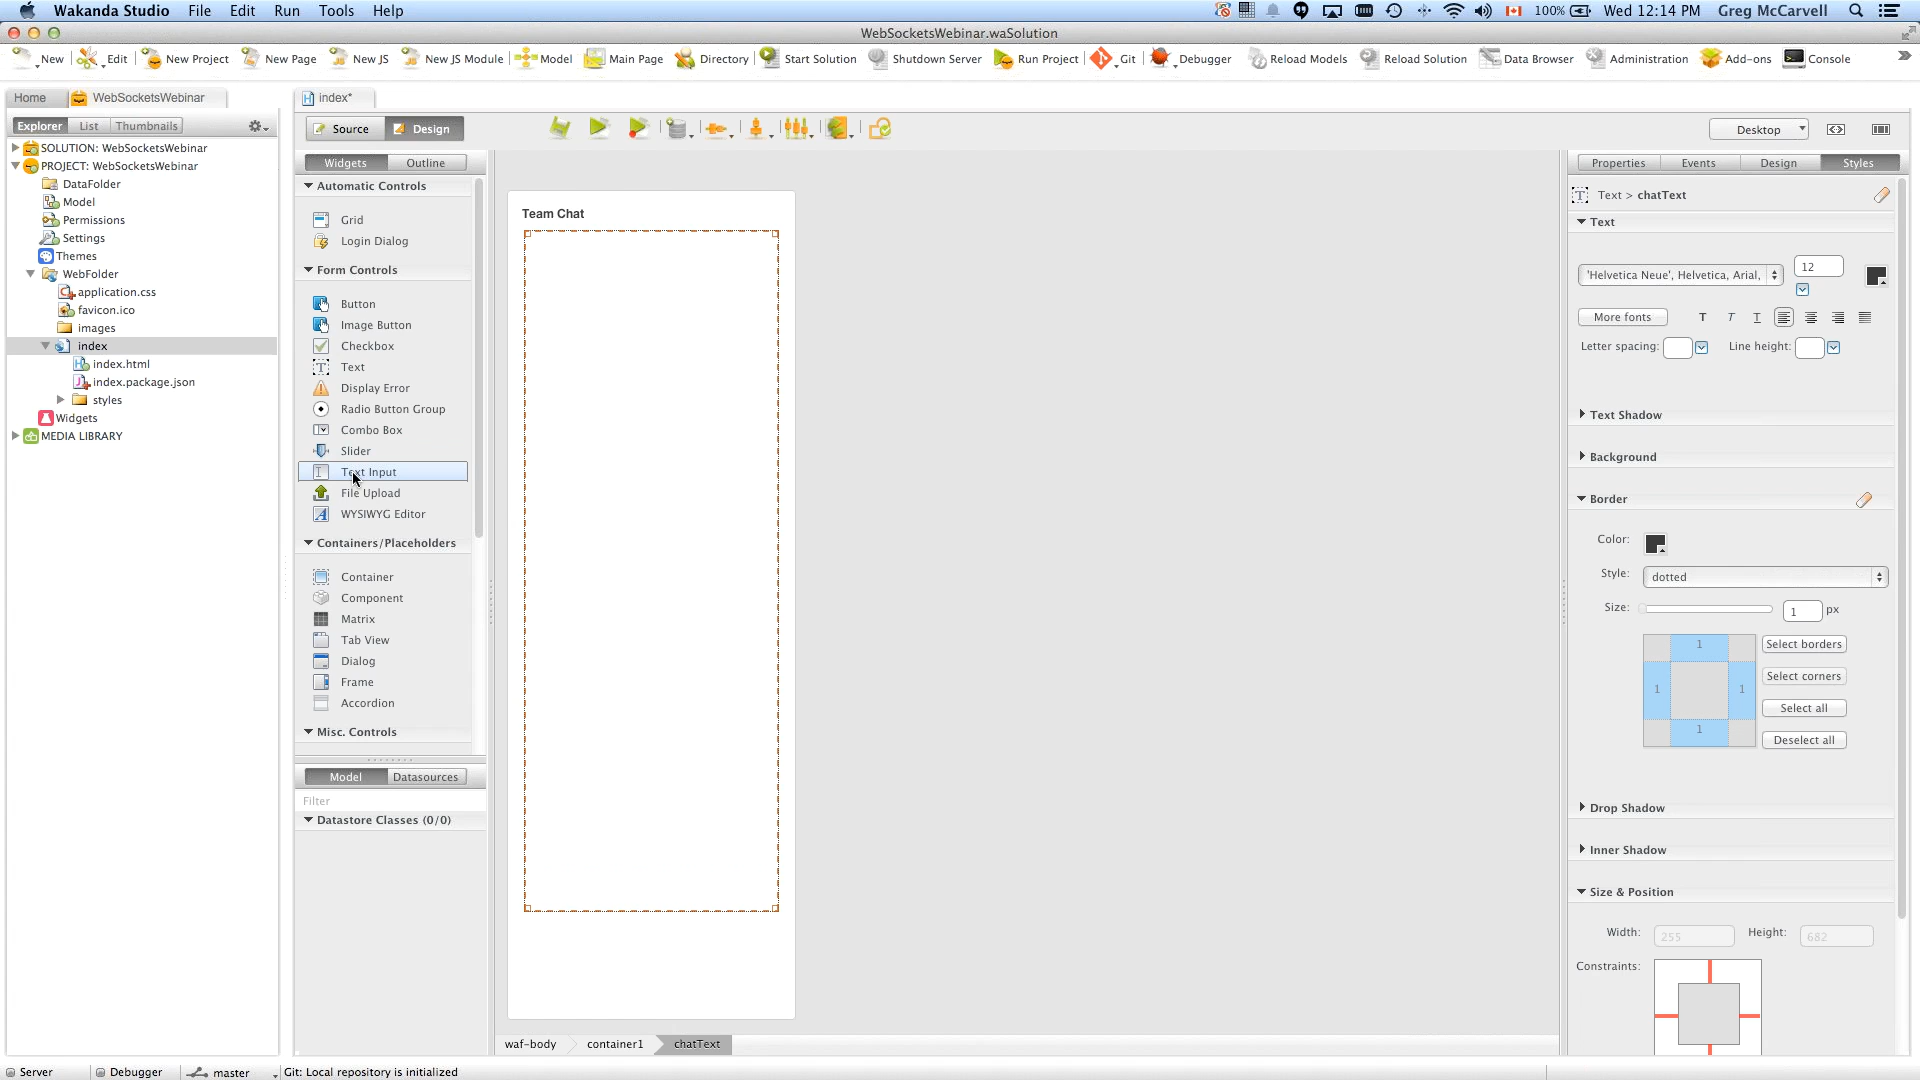 Wakanda Studio File Edit Run Tools Help 100% Wed 12:14 PM Greg McCarvell
WebSocketsWebinar.waSolution
New Edit New Project New Page New JS New JS Module Model Main Page Directory Start Solution Shutdown Server Run Project Git Debugger Reload Models Reload Solution Data Browser Administration Add-ons Console
Home WebSocketsWebinar index*
Explorer List Thumbnails Source Design Desktop
SOLUTION: WebSocketsWebinar
PROJECT: WebSocketsWebinar
DataFolder
Model
Permissions
Settings
Themes
WebFolder
application.css
favicon.ico
images
index
index.html
index.package.json
styles
Widgets
MEDIA LIBRARY
Widgets Outline
Automatic Controls
Grid
Login Dialog
Form Controls
Button
Image Button
Checkbox
Text
Display Error
Radio Button Group
Combo Box
Slider
Text Input
File Upload
WYSIWYG Editor
Containers/Placeholders
Container
Component
Matrix
Tab View
Dialog
Frame
Accordion
Misc. Controls
Model Datasources
Filter
Datastore Classes (0/0)
Team Chat
waf-body container1 chatText
Properties Events Design Styles
Text > chatText
Text
'Helvetica Neue', Helvetica, Arial, 12
More fonts T T T
Letter spacing: Line height:
Text Shadow
Background
Border
Color:
Style: dotted
Size: 1 px
1 Select borders
Select corners
1 1
Select all
1
Deselect all
Drop Shadow
Inner Shadow
Size & Position
Width: 255 Height: 682
Constraints:
Server Debugger master Git: Local repository is initialized